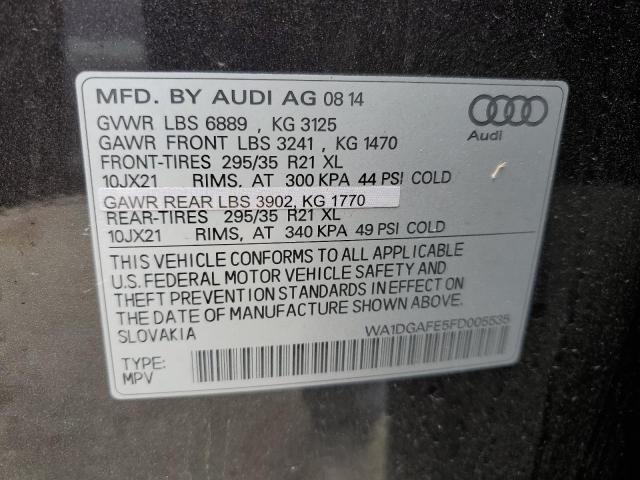 MFD. BY AUDI AG 08 14
GVWR LBS 6889 , KG 3125
GAWR FRONT LBS 3241 , KG 1470
FRONT-TIRES 295/35 R21 XL
10JX21 RIMS, AT 300 KPA 44 PSI COLD
GAWR REAR LBS 3902, KG 1770
REAR-TIRES 295/35 R21 XL
10JX21 RIMS, AT 340 KPA 49 PSI COLD
Audi
THIS VEHICLE CONFORMS TO ALL APPLICABLE
U.S. FEDERAL MOTOR VEHICLE SAFETY AND
THEFT PREVENTION STANDARDS IN EFFECT ON
THE DATE OF MANUFACTURE SHOWN ABOVE.
SLOVAKIA
WA1DGAFE5FD005535
TYPE:
MPV